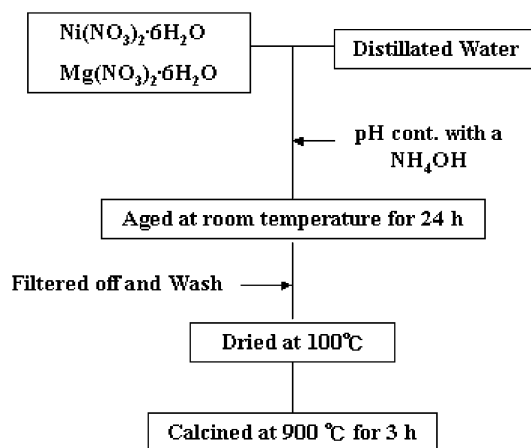 Ni(NO₃)₂·6H₂O
Mg(NO₃)₂·6H₂O
Distillated Water
pH cont. with a
NH₄OH
Aged at room temperature for 24 h
Filtered off and Wash
Dried at 100℃
Calcined at 900 ℃ for 3 h